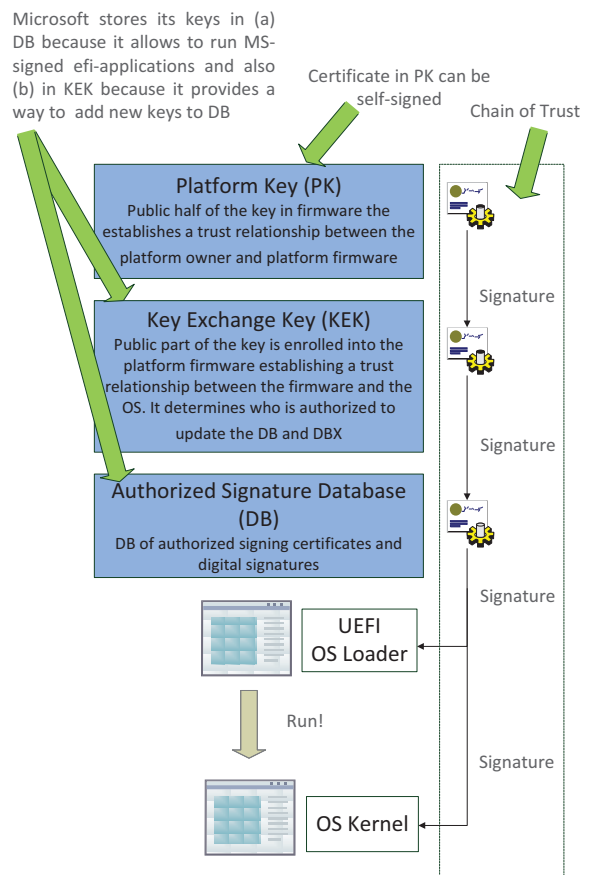 Microsoft stores its keys in (a)
DB because it allows to run MS-
signed efi-applications and also
(b) in KEK because it provides a
way to add new keys to DB
Certificate in PK can be
self-signed
Chain of Trust
Platform Key (PK)
Public half of the key in firmware the
establishes a trust relationship between the
platform owner and platform firmware
Signature
Key Exchange Key (KEK)
Public part of the key is enrolled into the
platform firmware establishing a trust
relationship between the firmware and the
OS. It determines who is authorized to
update the DB and DBX
Signature
Authorized Signature Database
(DB)
DB of authorized signing certificates and
digital signatures
Signature
UEFI
OS Loader
Run!
Signature
OS Kernel